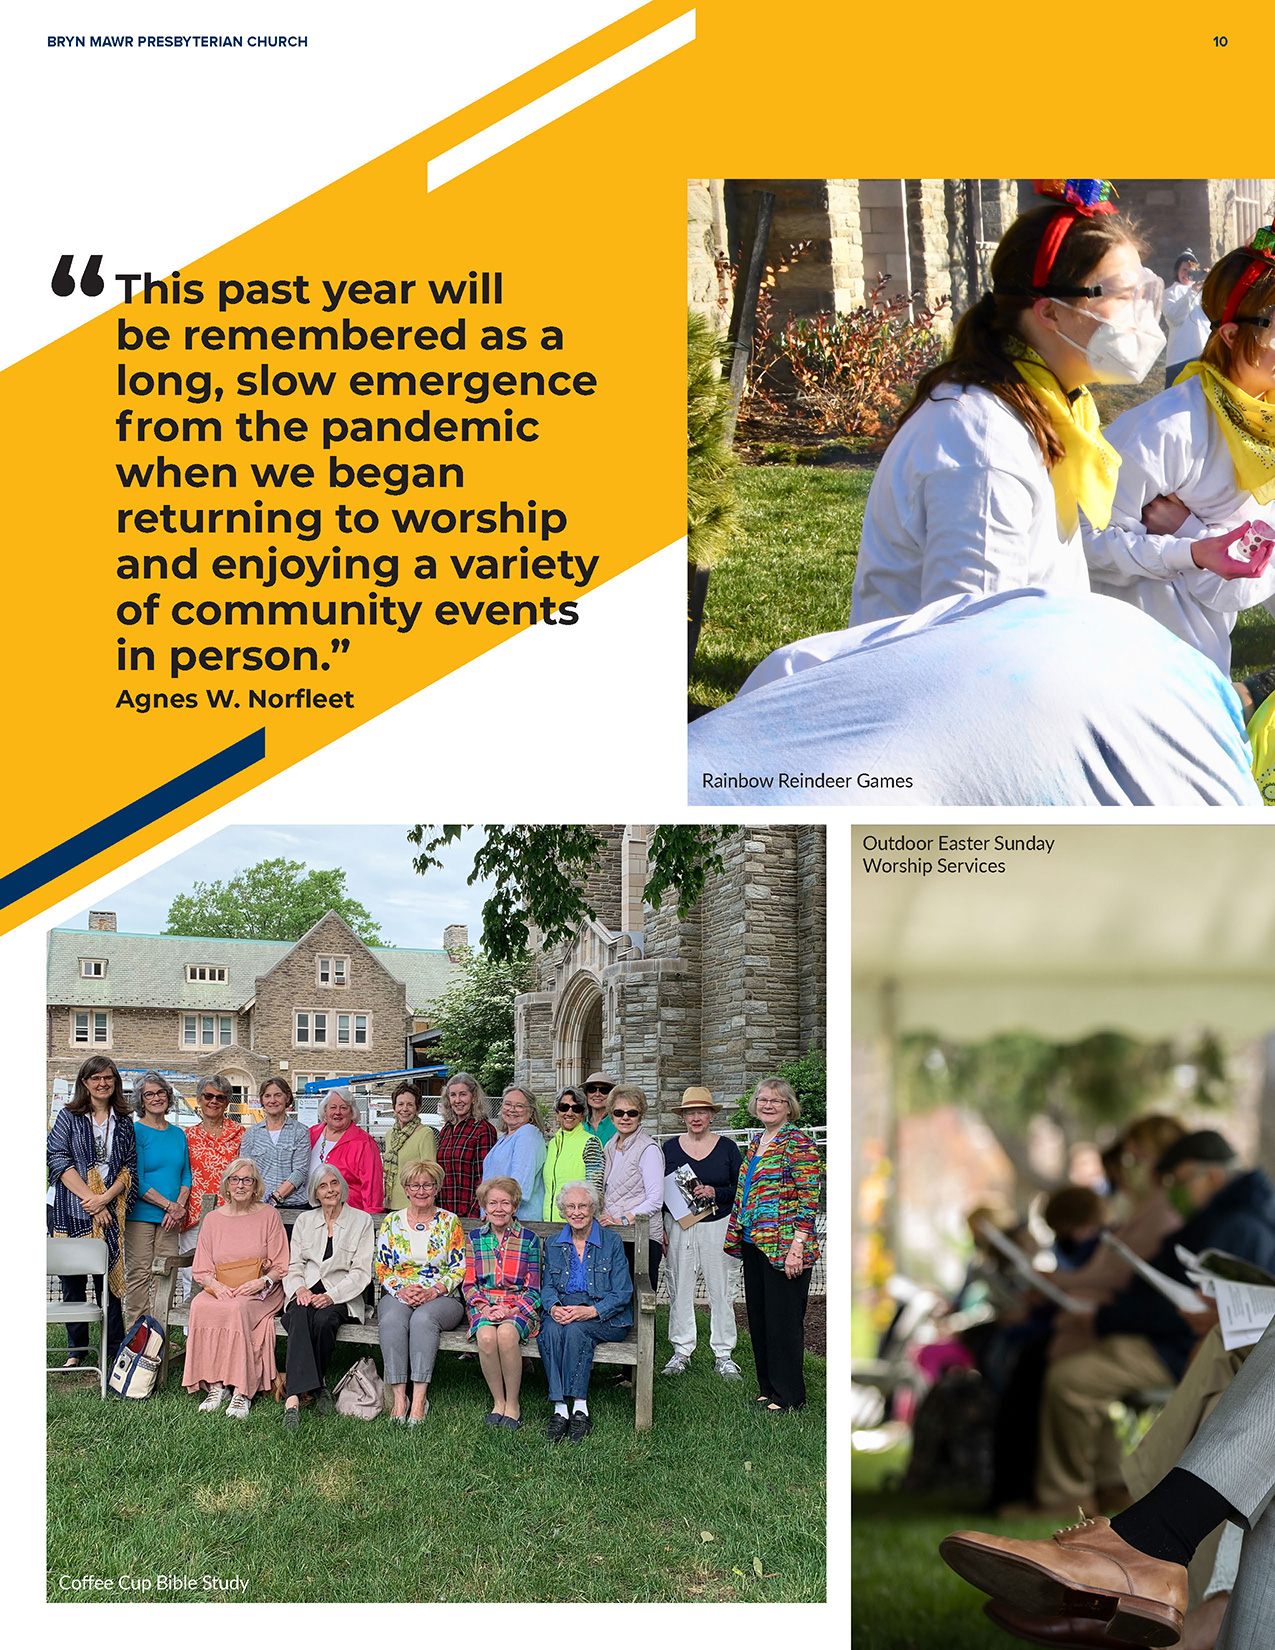 BRYN MAWR PRESBYTERIAN CHURCH
10
“This past year will
be remembered as a
long, slow emergence
from the pandemic
when we began
returning to worship
and enjoying a variety
of community events
in person.”
Agnes W. Norfleet
Rainbow Reindeer Games
Outdoor Easter Sunday
Worship Services
Coffee Cup Bible Study